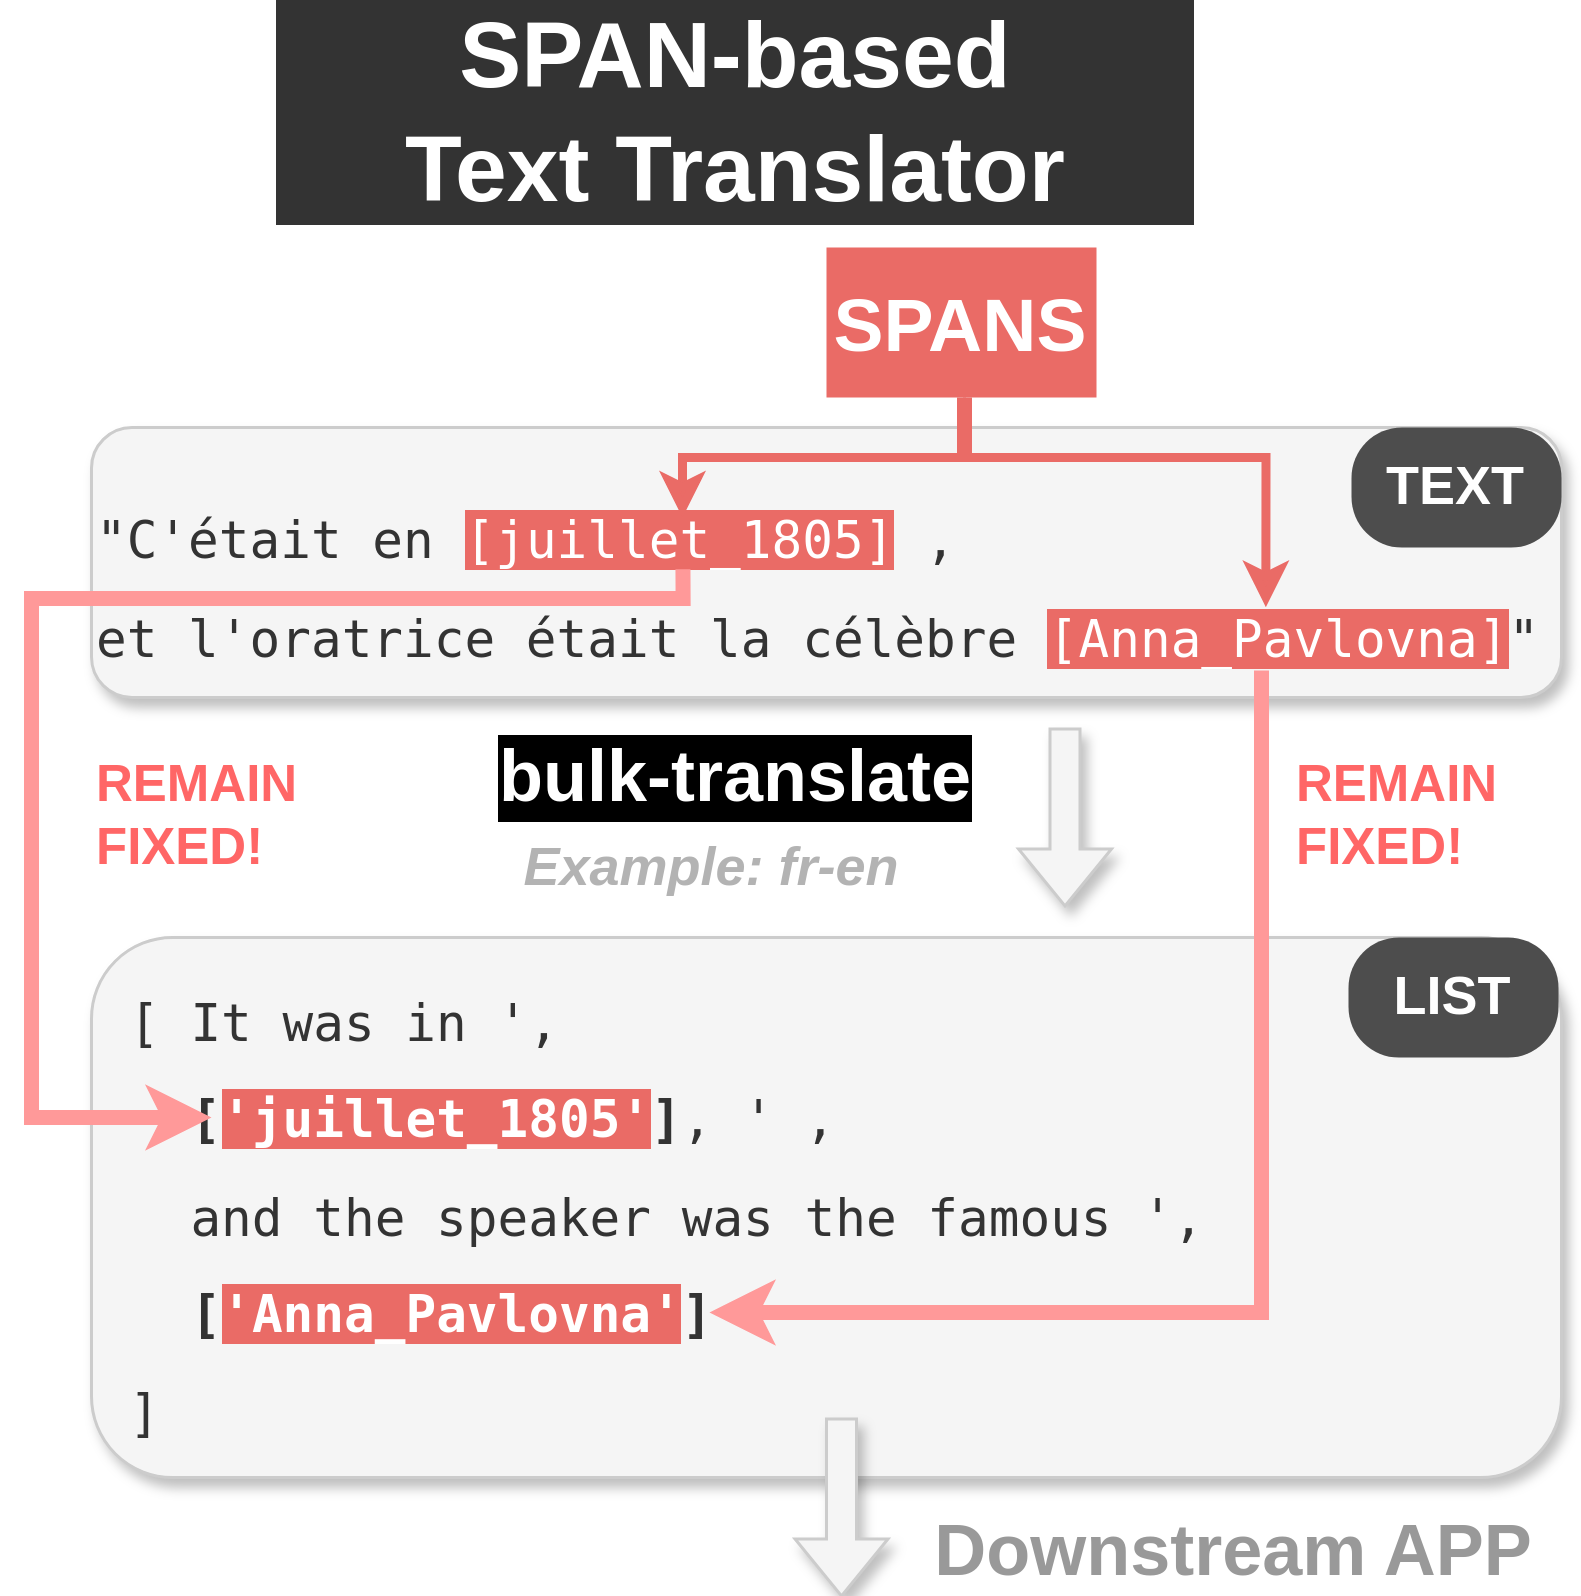 SPAN-based
Text Translator
SPANS
TEXT
"C'était en [juillet_1805] ,
et l'oratrice était la célèbre [Anna_Pavlovna]"
REMAIN
FIXED!
bulk-translate
Example: fr-en
REMAIN
FIXED!
LIST
[ It was in ',
['juillet_1805'], ' ,
and the speaker was the famous ',
['Anna_Pavlovna']
]
Downstream APP